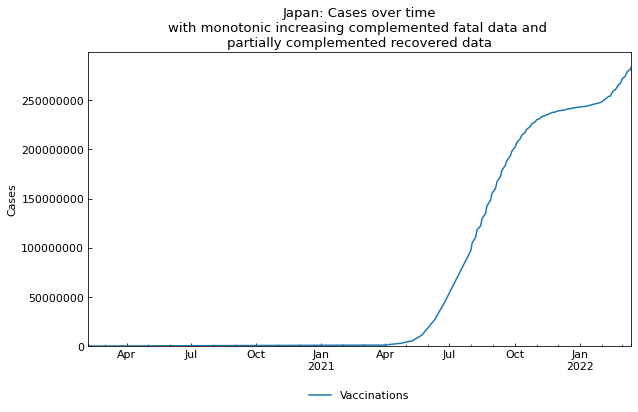 Japan: Cases over time
with monotonic increasing complemented fatal data and
partially complemented recovered data
Cases
250000000
200000000
150000000
100000000
50000000
0
Apr
Jul
Oct
Jan
2021
Apr
Jul
Oct
Jan
2022
Vaccinations